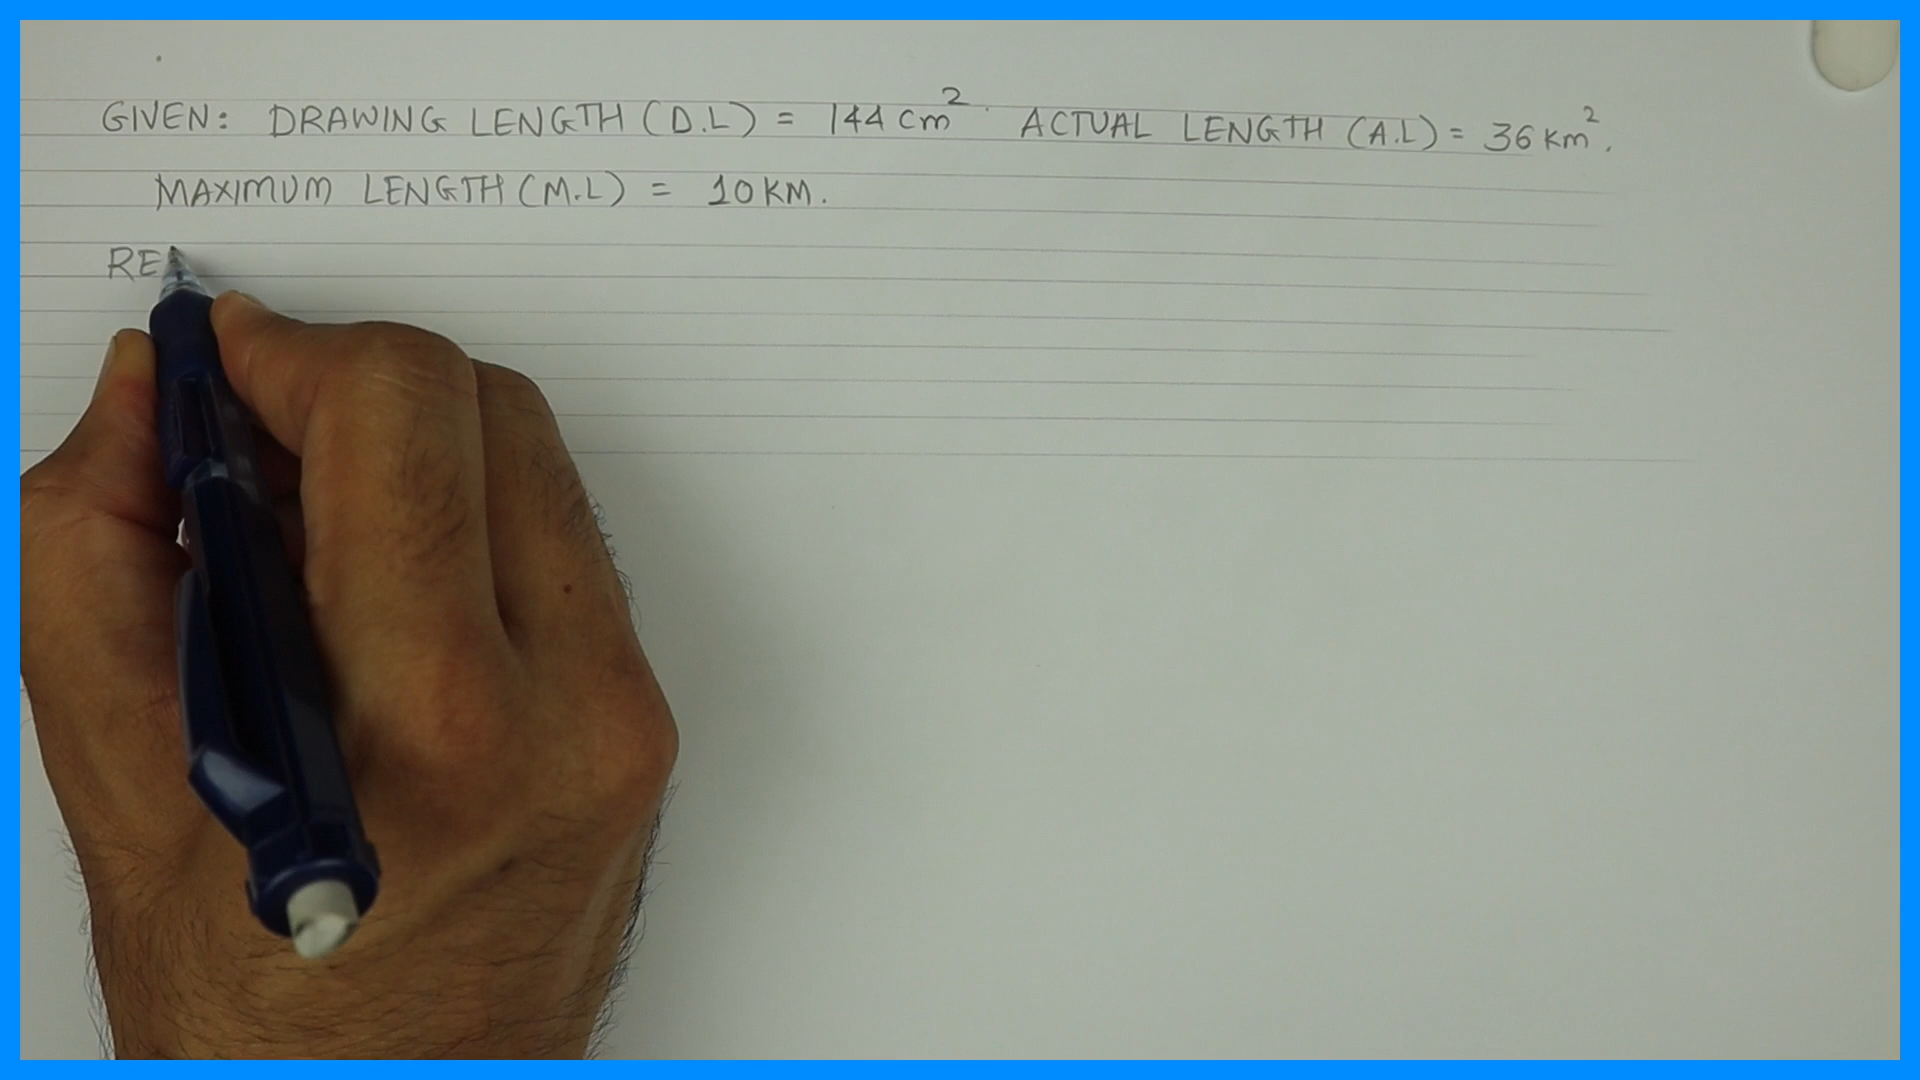 GIVEN: DRAWING LENGTH (D.L) = 144 cm². ACTUAL LENGTH (A.L) = 36 km².
MAXIMUM LENGTH (M.L) = 10 KM.
RE